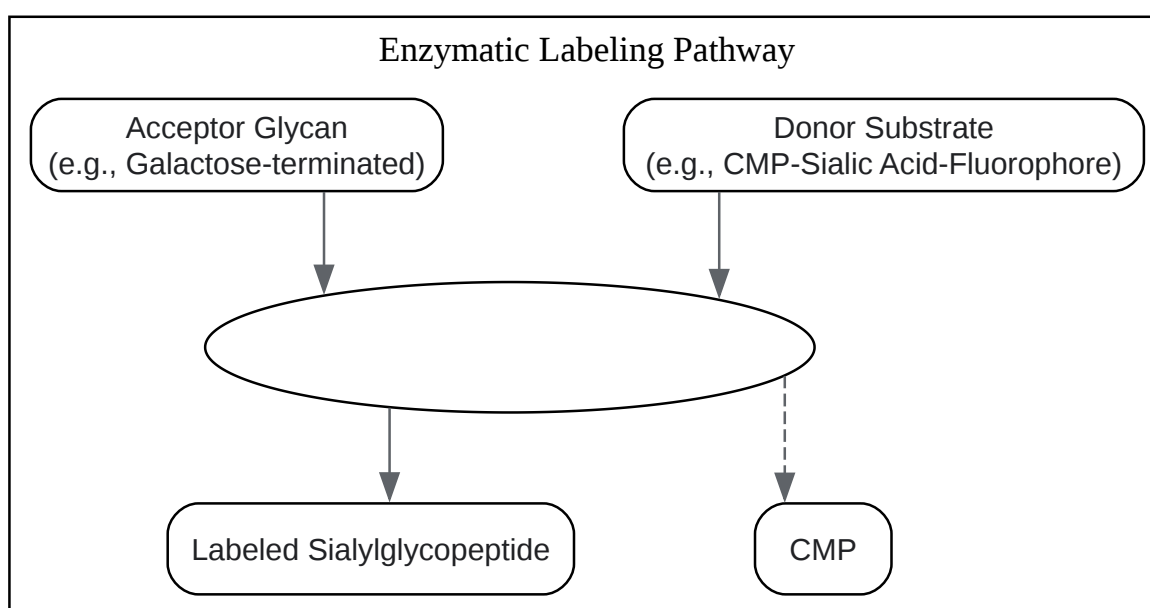 Enzymatic Labeling Pathway
Acceptor Glycan
(e.g., Galactose-terminated)
Donor Substrate
(e.g., CMP-Sialic Acid-Fluorophore)
Labeled Sialylglycopeptide
CMP